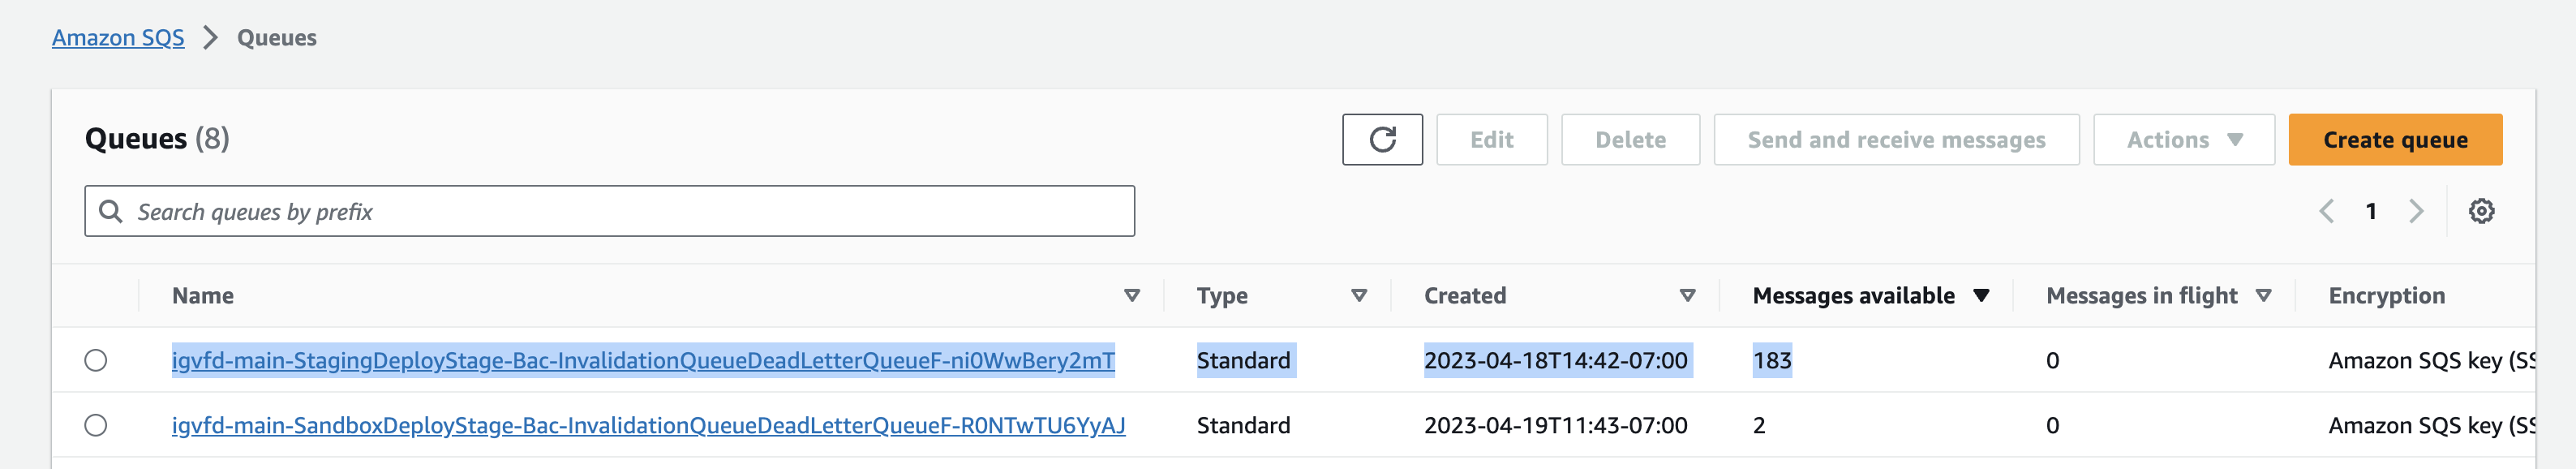 Amazon SQS > Queues
Queues (8)
Edit Delete Send and receive messages Actions Create queue
Search queues by prefix
1
Name Type Created Messages available Messages in flight Encryption
igvfd-main-StagingDeployStage-Bac-InvalidationQueueDeadLetterQueueF-ni0WwBery2mT Standard 2023-04-18T14:42-07:00 183 0 Amazon SQS key (SS
igvfd-main-SandboxDeployStage-Bac-InvalidationQueueDeadLetterQueueF-R0NTwTU6YyAJ Standard 2023-04-19T11:43-07:00 2 0 Amazon SQS key (SS